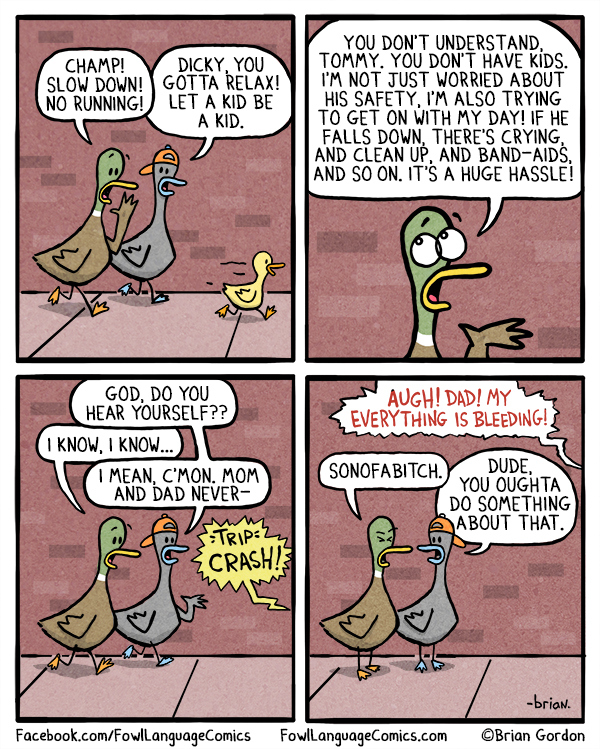 CHAMP!
SLOW DOWN!
NO RUNNING!
DICKY, YOU
GOTTA RELAX!
LET A KID BE
A KID.
YOU DON'T UNDERSTAND,
TOMMY. YOU DON'T HAVE KIDS.
I'M NOT JUST WORRIED ABOUT
HIS SAFETY, I'M ALSO TRYING
TO GET ON WITH MY DAY! IF HE
FALLS DOWN, THERE'S CRYING,
AND CLEAN UP, AND BAND-AIDS,
AND SO ON. IT'S A HUGE HASSLE!
GOD, DO YOU
HEAR YOURSELF??
I KNOW, I KNOW...
I MEAN, C'MON. MOM
AND DAD NEVER-
=TRIP=
CRASH!
AUGH! DAD! MY
EVERYTHING IS BLEEDING!
SONOFABITCH.
DUDE,
YOU OUGHTA
DO SOMETHING
ABOUT THAT.
-brian.
Facebook.com/FowlLanguageComics FowlLanguageComics.com ©Brian Gordon